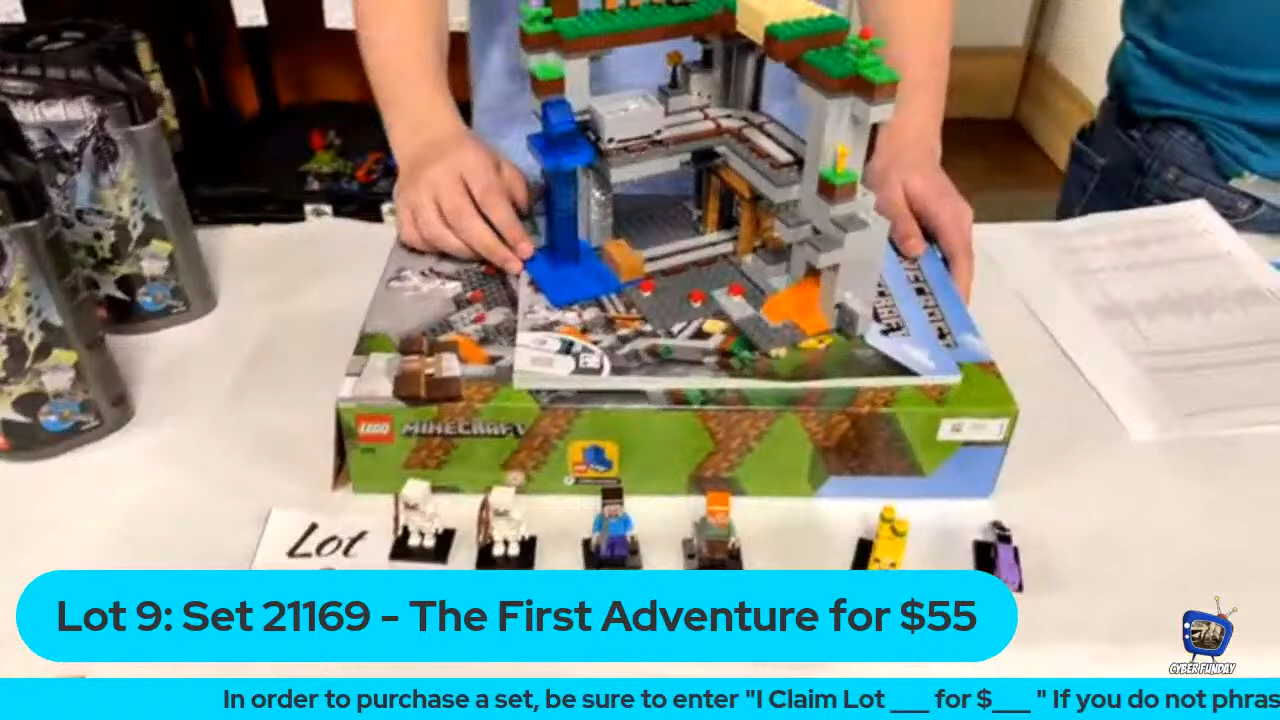 LEGO MINECRAFT
Lot
Lot 9: Set 21169 - The First Adventure for $55
CYBER FUNDAY
In order to purchase a set, be sure to enter "I Claim Lot ___ for $___ " If you do not phras